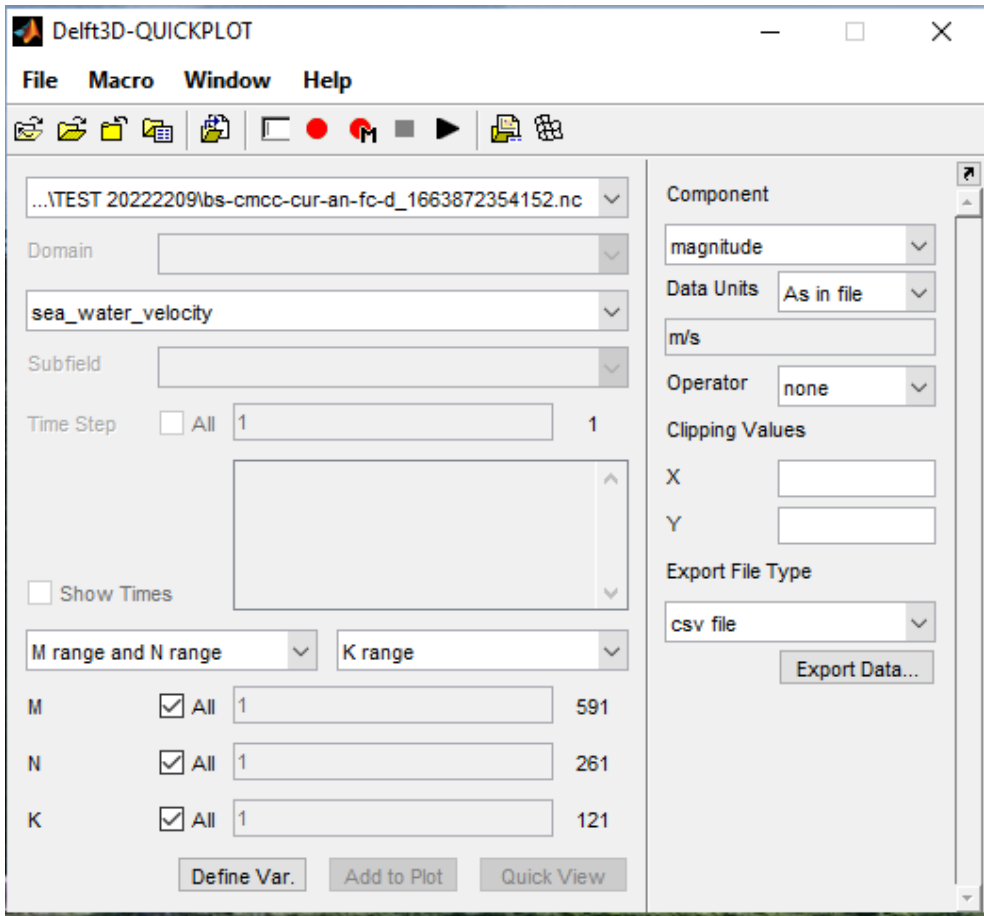 Delft3D-QUICKPLOT
File Macro Window Help
...\TEST 20222209\bs-cmcc-cur-an-fc-d_1663872354152.nc
Domain
sea_water_velocity
Subfield
Time Step All 1 1
Show Times
M range and N range K range
M All 1 591
N All 1 261
K All 1 121
Define Var. Add to Plot Quick View
Component
magnitude
Data Units As in file
m/s
Operator none
Clipping Values
X
Y
Export File Type
csv file
Export Data...